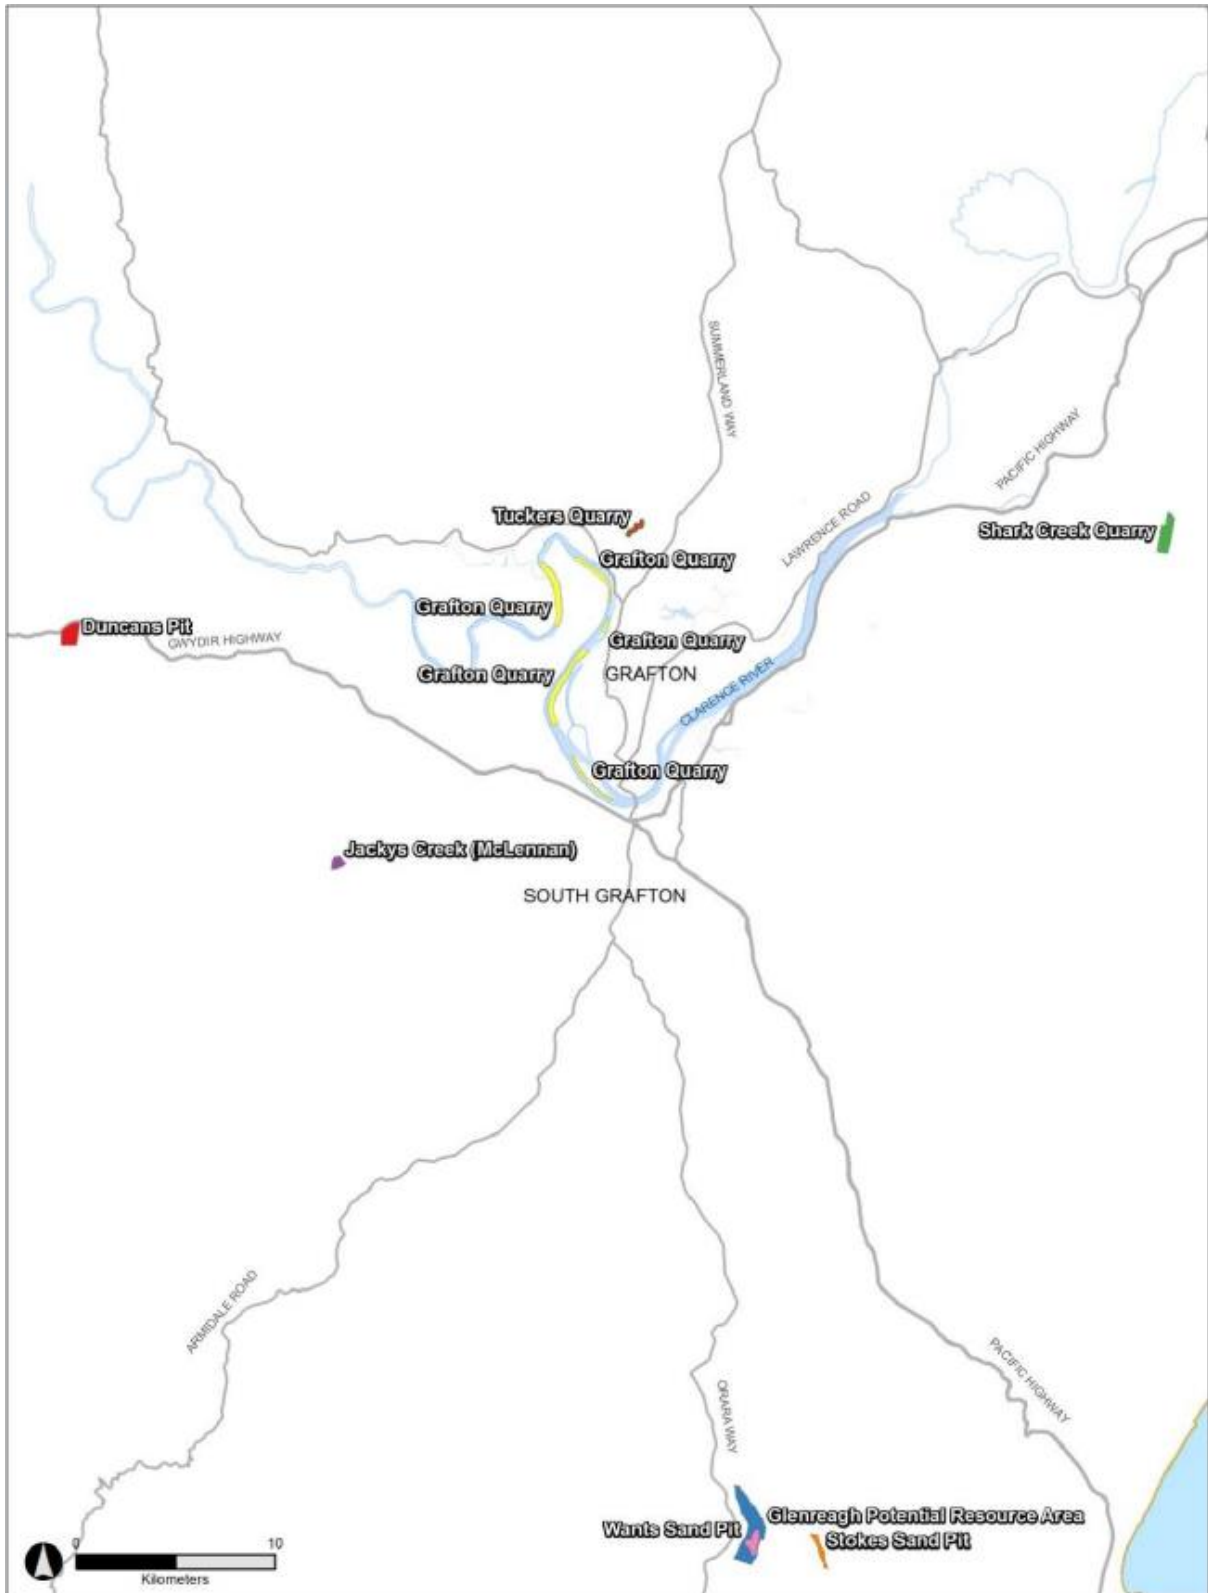 SUMMERLAND WAY
PACIFIC HIGHWAY
LAWRENCE ROAD
Tuckers Quarry
Shark Creek Quarry
Grafton Quarry
Grafton Quarry
Duncans Pit
GWYDIR HIGHWAY
Grafton Quarry
Grafton Quarry
GRAFTON
CLARENCE RIVER
Grafton Quarry
Jackys Creek (McLennan)
SOUTH GRAFTON
ARMIDALE ROAD
PACIFIC HIGHWAY
ORARA WAY
Glenreagh Potential Resource Area
Wants Sand Pit
Stokes Sand Pit
0 10
Kilometers